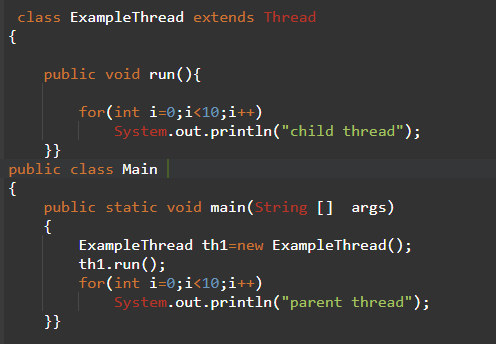 class ExampleThread extends Thread
{
public void run(){
for(int i=0;i<10;i++)
System.out.println("child thread");
}}
public class Main
{
public static void main(String [] args)
{
ExampleThread th1=new ExampleThread();
th1.run();
for(int i=0;i<10;i++)
System.out.println("parent thread");
}}